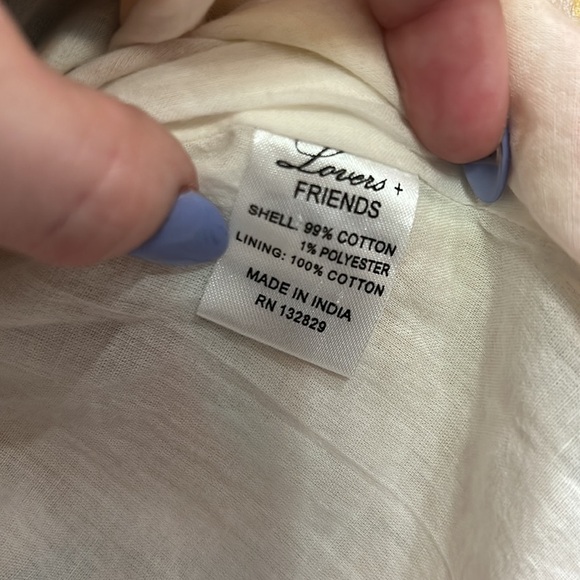 Lovers +
FRIENDS
SHELL: 99% COTTON
1% POLYESTER
LINING: 100% COTTON
MADE IN INDIA
RN 132829